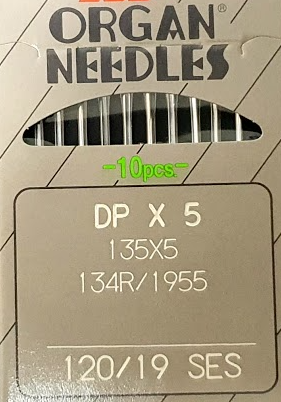 ORGAN®
NEEDLES
-10pcs.-
DP X 5
135X5
134R/1955
120/19 SES